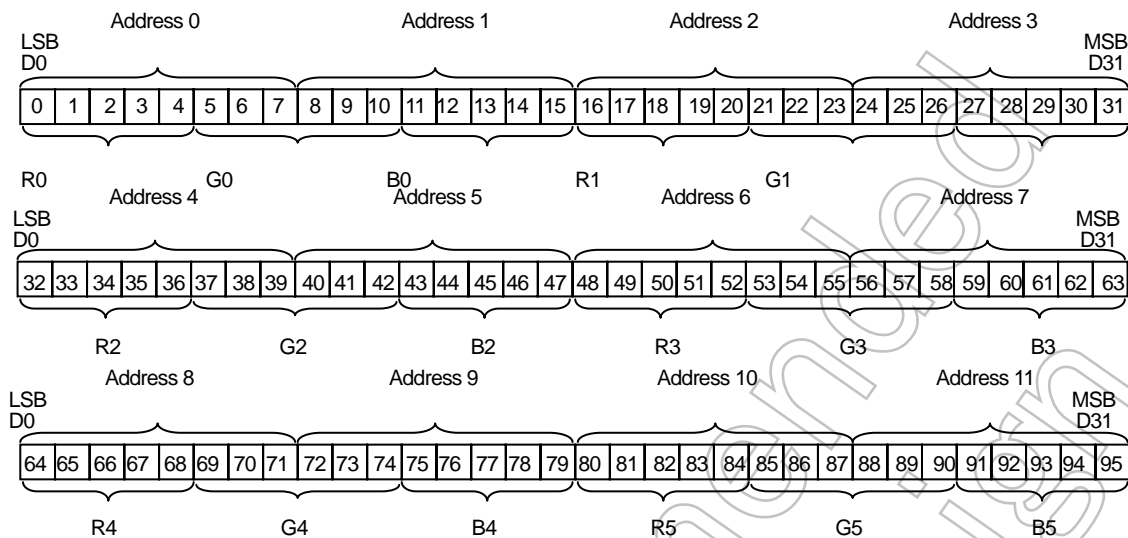 Address 0 Address 1 Address 2 Address 3
LSB MSB
D0 D31
0 1 2 3 4 5 6 7 8 9 10 11 12 13 14 15 16 17 18 19 20 21 22 23 24 25 26 27 28 29 30 31
R0 G0 B0 R1 G1
Address 4 Address 5 Address 6 Address 7
LSB MSB
D0 D31
32 33 34 35 36 37 38 39 40 41 42 43 44 45 46 47 48 49 50 51 52 53 54 55 56 57 58 59 60 61 62 63
R2 G2 B2 R3 G3 B3
Address 8 Address 9 Address 10 Address 11
LSB MSB
D0 D31
64 65 66 67 68 69 70 71 72 73 74 75 76 77 78 79 80 81 82 83 84 85 86 87 88 89 90 91 92 93 94 95
R4 G4 B4 R5 G5 B5